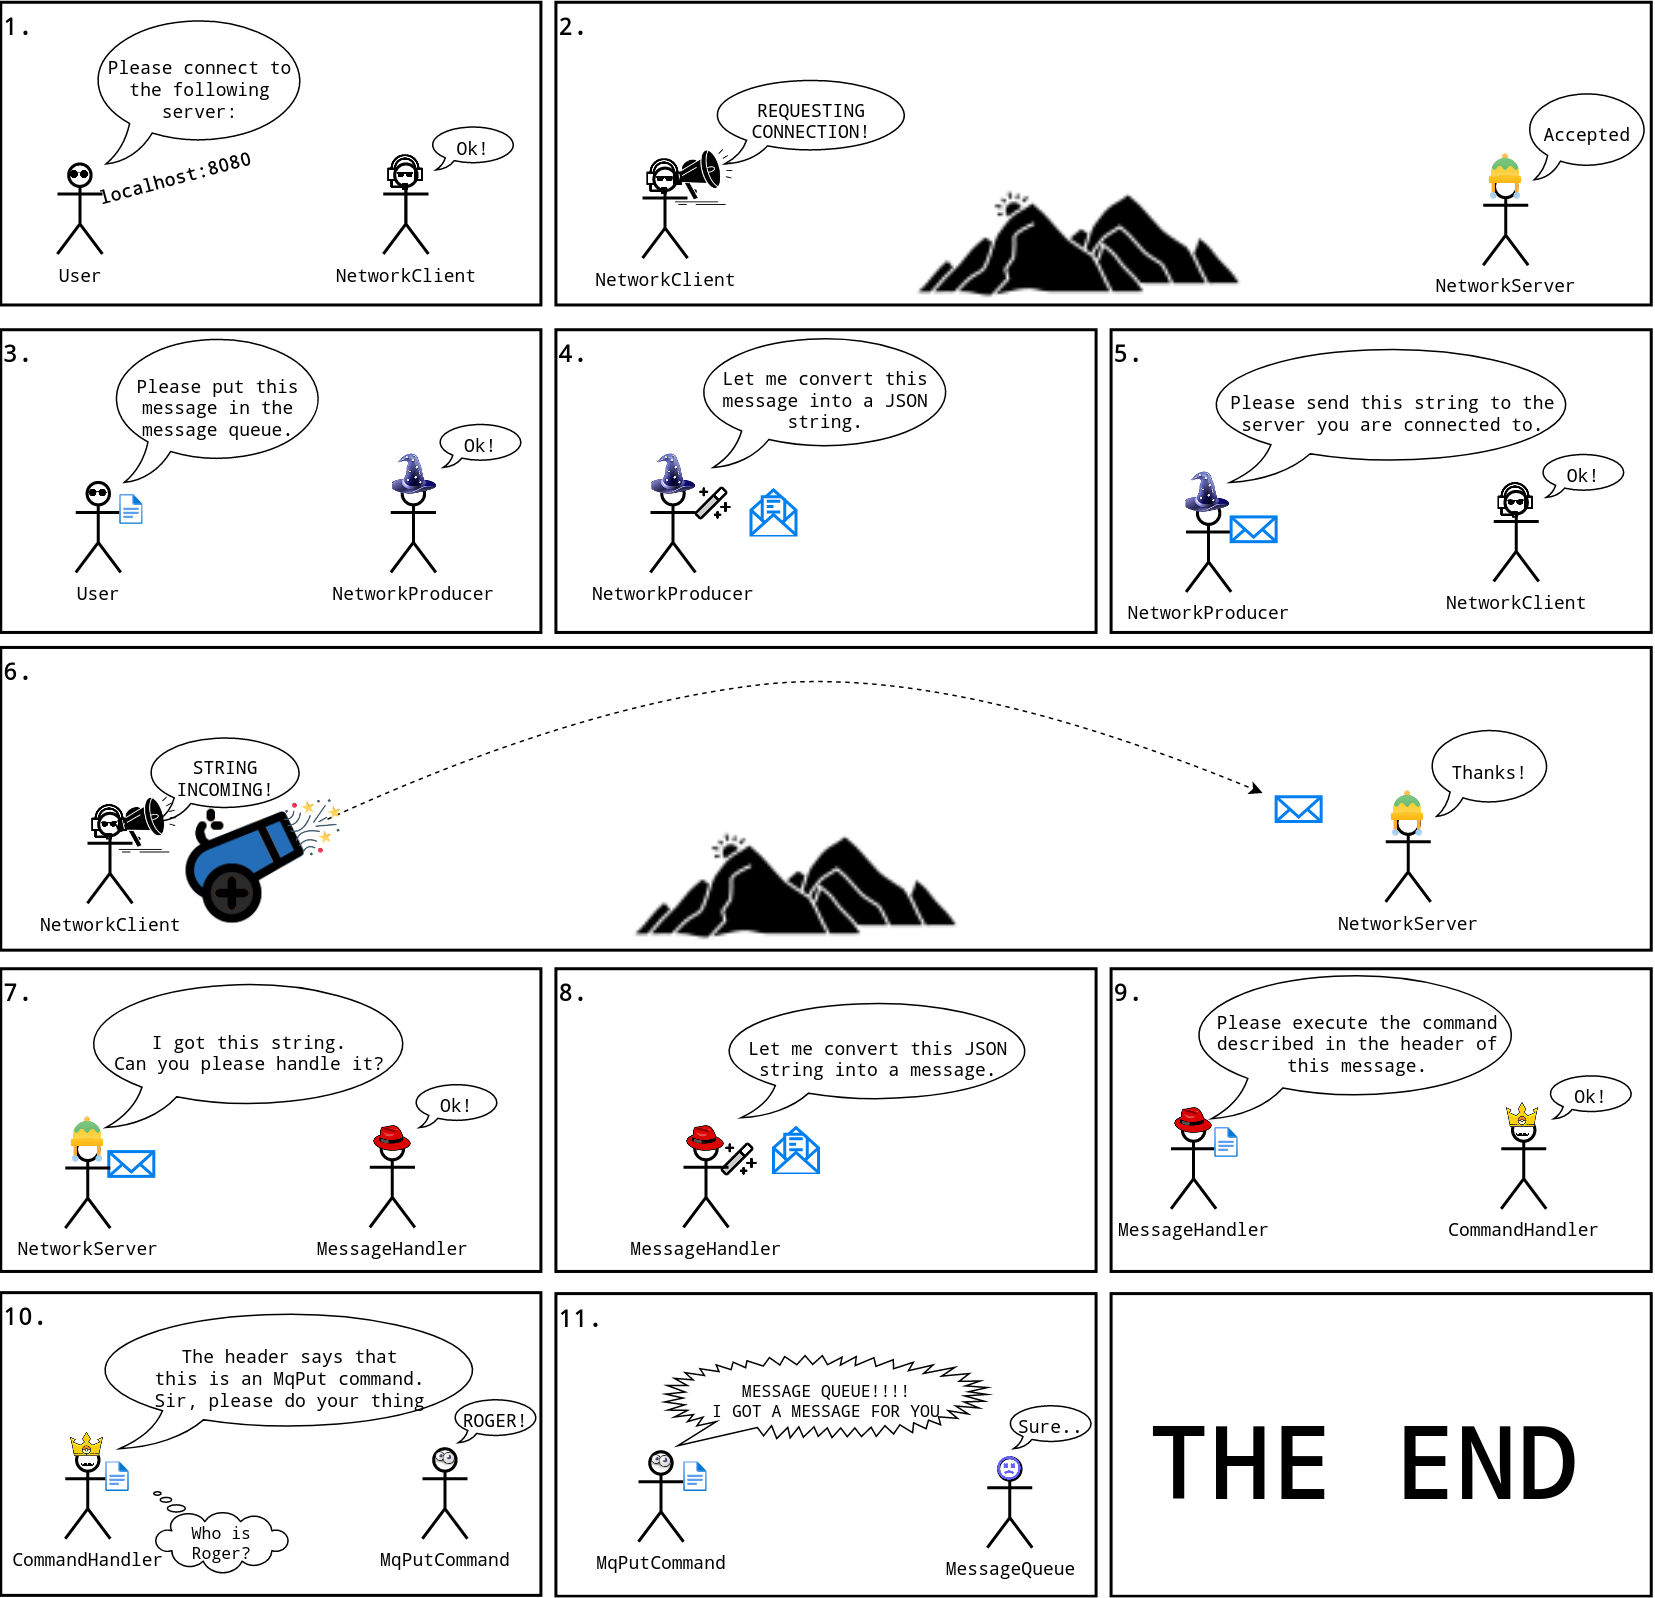 1.
Please connect to
the following
server:
localhost:8080
Ok!
User
NetworkClient
2.
REQUESTING
CONNECTION!
Accepted
NetworkClient
NetworkServer
3.
Please put this
message in the
message queue.
Ok!
User
NetworkProducer
4.
Let me convert this
message into a JSON
string.
NetworkProducer
5.
Please send this string to the
server you are connected to.
Ok!
NetworkProducer
NetworkClient
6.
STRING
INCOMING!
Thanks!
NetworkClient
NetworkServer
7.
I got this string.
Can you please handle it?
Ok!
NetworkServer
MessageHandler
8.
Let me convert this JSON
string into a message.
MessageHandler
9.
Please execute the command
described in the header of
this message.
Ok!
MessageHandler
CommandHandler
10.
The header says that
this is an MqPut command.
Sir, please do your thing
ROGER!
Who is
Roger?
CommandHandler
MqPutCommand
11.
MESSAGE QUEUE!!!!
I GOT A MESSAGE FOR YOU
Sure..
MqPutCommand
MessageQueue
THE END